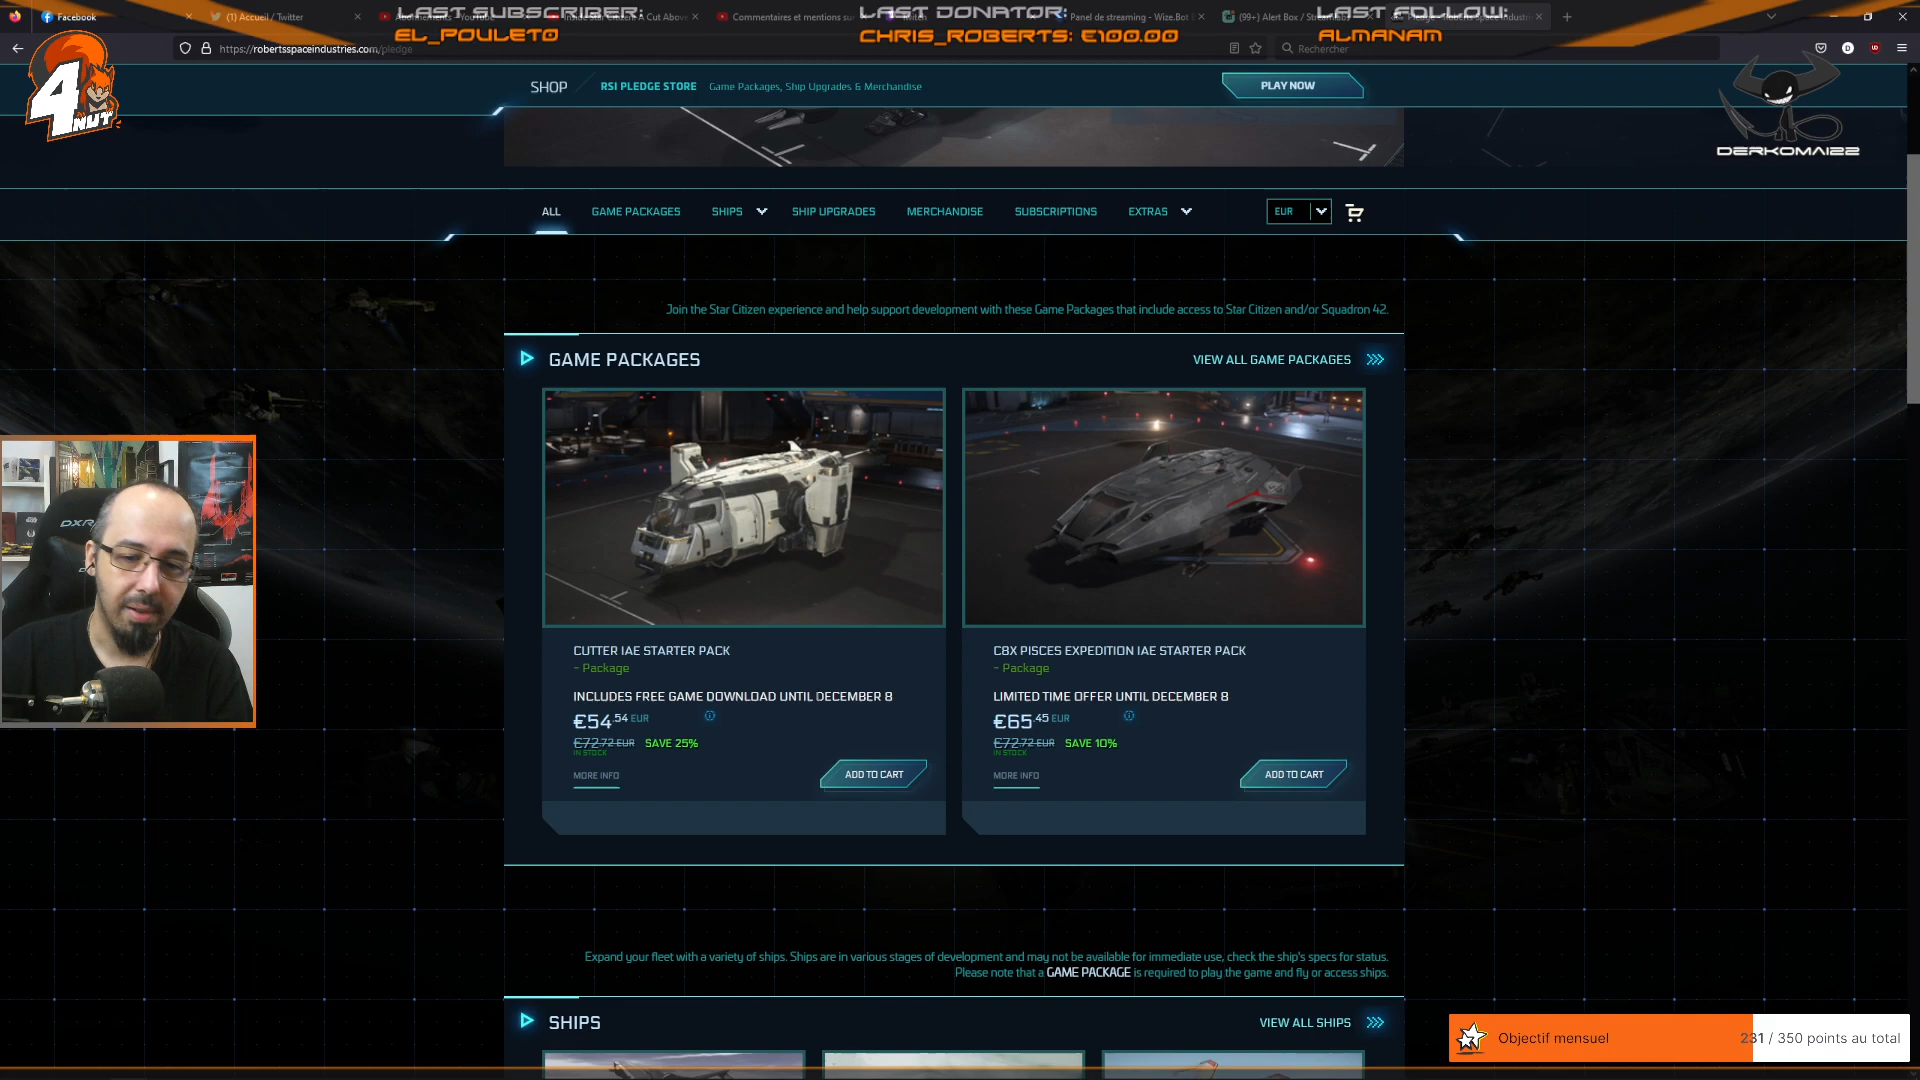 Facebook
(1) Accueil / Twitter
Commentaires et mentions su
Panel de streaming - Wize.Bot
(99+) Alert Box / Streamlabs
LAST SUBSCRIBER:
EL_POULETO
LAST DONATOR:
CHRIS_ROBERTS: £100.00
LAST FOLLOW:
ALMANAM
https://robertsspaceindustries.com/pledge
Rechercher
4
NUT
SHOP
RSI PLEDGE STORE
Game Packages, Ship Upgrades & Merchandise
PLAY NOW
DERKOMAI22
ALL
GAME PACKAGES
SHIPS
SHIP UPGRADES
MERCHANDISE
SUBSCRIPTIONS
EXTRAS
EUR
Join the Star Citizen experience and help support development with these Game Packages that include access to Star Citizen and/or Squadron 42.
GAME PACKAGES
VIEW ALL GAME PACKAGES
CUTTER IAE STARTER PACK
- Package
INCLUDES FREE GAME DOWNLOAD UNTIL DECEMBER 8
€54.54 EUR
€72.72 EUR SAVE 25%
IN STOCK
MORE INFO
ADD TO CART
C8X PISCES EXPEDITION IAE STARTER PACK
- Package
LIMITED TIME OFFER UNTIL DECEMBER 8
€65.45 EUR
€72.72 EUR SAVE 10%
IN STOCK
MORE INFO
ADD TO CART
DXR
Expand your fleet with a variety of ships. Ships are in various stages of development and may not be available for immediate use, check the ship's specs for status.
Please note that a GAME PACKAGE is required to play the game and fly or access ships.
SHIPS
VIEW ALL SHIPS
Objectif mensuel
231 / 350 points au total